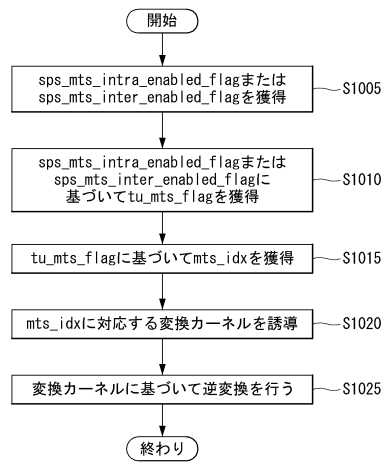 開始
sps_mts_intra_enabled_flagまたは
sps_mts_inter_enabled_flagを獲得
S1005
sps_mts_intra_enabled_flagまたは
sps_mts_inter_enabled_flagに
基づいてtu_mts_flagを獲得
S1010
tu_mts_flagに基づいてmts_idxを獲得
S1015
mts_idxに対応する変換カーネルを誘導
S1020
変換カーネルに基づいて逆変換を行う
S1025
終わり